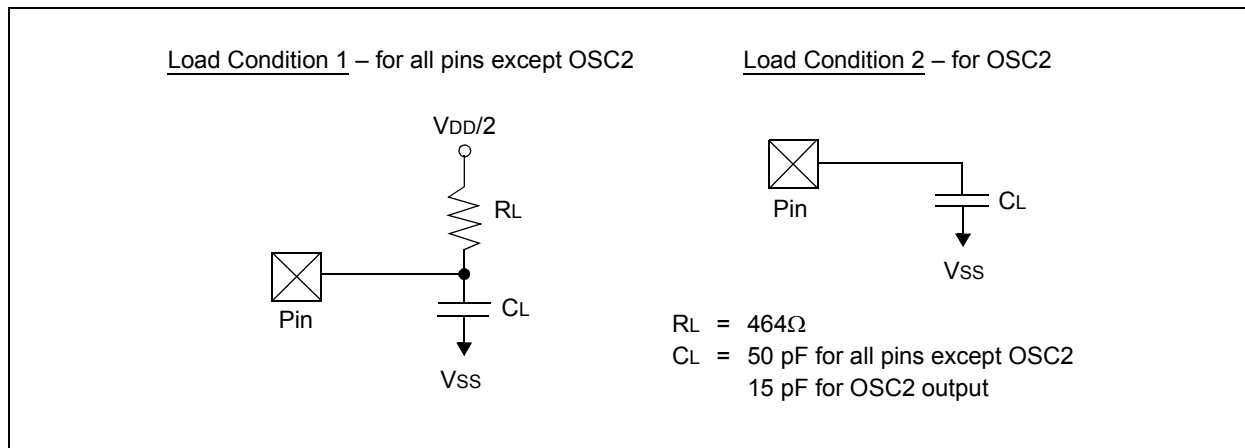 Load Condition 1 – for all pins except OSC2
VDD/2
RL
Pin
CL
VSS
Load Condition 2 – for OSC2
Pin
CL
VSS
RL = 464Ω
CL = 50 pF for all pins except OSC2
15 pF for OSC2 output